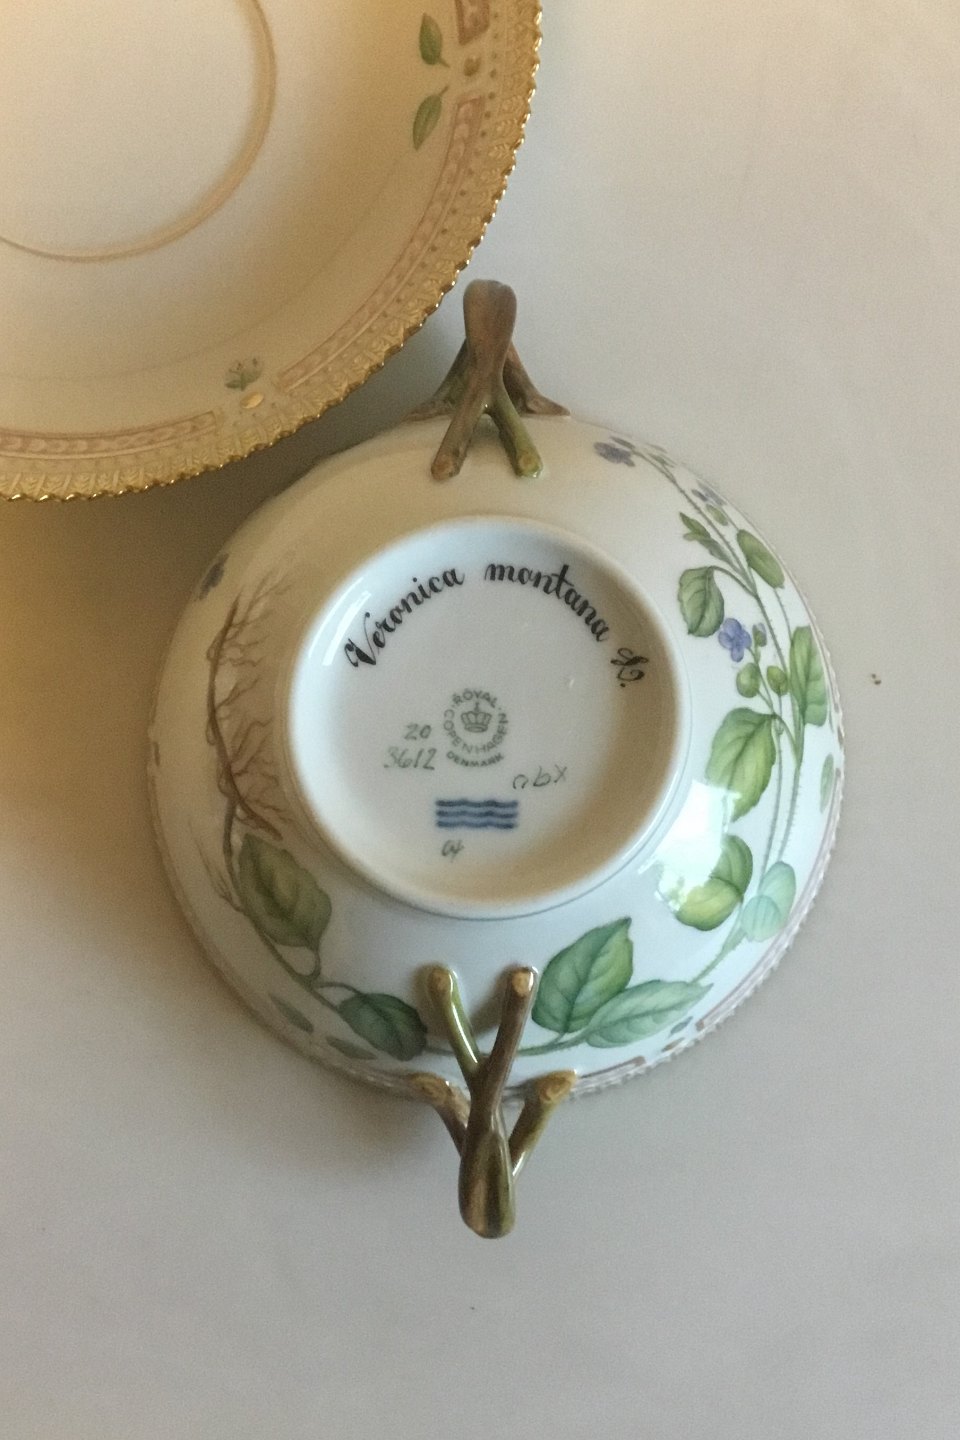 Veronica montana L.
ROYAL COPENHAGEN
DENMARK
20
3612